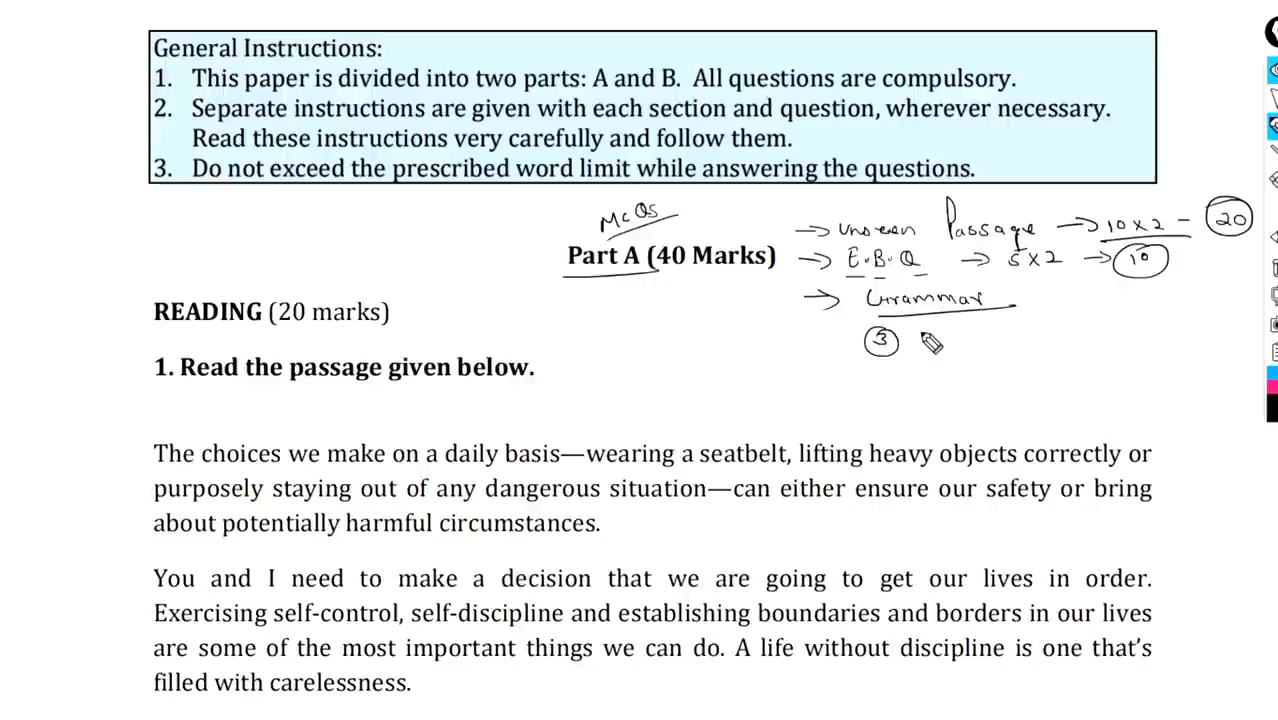 General Instructions:
1. This paper is divided into two parts: A and B. All questions are compulsory.
2. Separate instructions are given with each section and question, wherever necessary.
Read these instructions very carefully and follow them.
3. Do not exceed the prescribed word limit while answering the questions.
MCQs
→ Unseen Passage → 10 x 2 - 20
Part A (40 Marks)
→ E.B.Q → 5 x 2 → 10
→ Grammar
READING (20 marks)
3
1. Read the passage given below.
The choices we make on a daily basis—wearing a seatbelt, lifting heavy objects correctly or
purposely staying out of any dangerous situation—can either ensure our safety or bring
about potentially harmful circumstances.
You and I need to make a decision that we are going to get our lives in order.
Exercising self-control, self-discipline and establishing boundaries and borders in our lives
are some of the most important things we can do. A life without discipline is one that's
filled with carelessness.